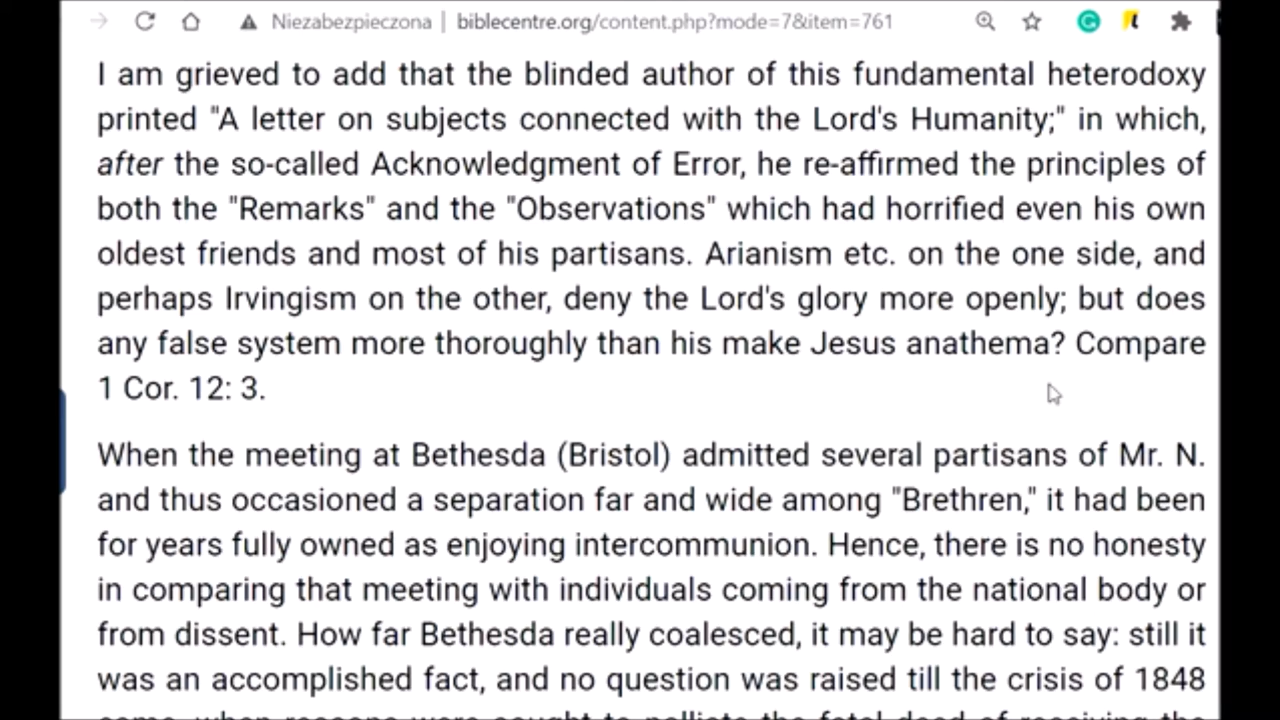 Niezabezpieczona | biblecentre.org/content.php?mode=7&item=761
I am grieved to add that the blinded author of this fundamental heterodoxy
printed "A letter on subjects connected with the Lord's Humanity;" in which,
after the so-called Acknowledgment of Error, he re-affirmed the principles of
both the "Remarks" and the "Observations" which had horrified even his own
oldest friends and most of his partisans. Arianism etc. on the one side, and
perhaps Irvingism on the other, deny the Lord's glory more openly; but does
any false system more thoroughly than his make Jesus anathema? Compare
1 Cor. 12: 3.
When the meeting at Bethesda (Bristol) admitted several partisans of Mr. N.
and thus occasioned a separation far and wide among "Brethren," it had been
for years fully owned as enjoying intercommunion. Hence, there is no honesty
in comparing that meeting with individuals coming from the national body or
from dissent. How far Bethesda really coalesced, it may be hard to say: still it
was an accomplished fact, and no question was raised till the crisis of 1848